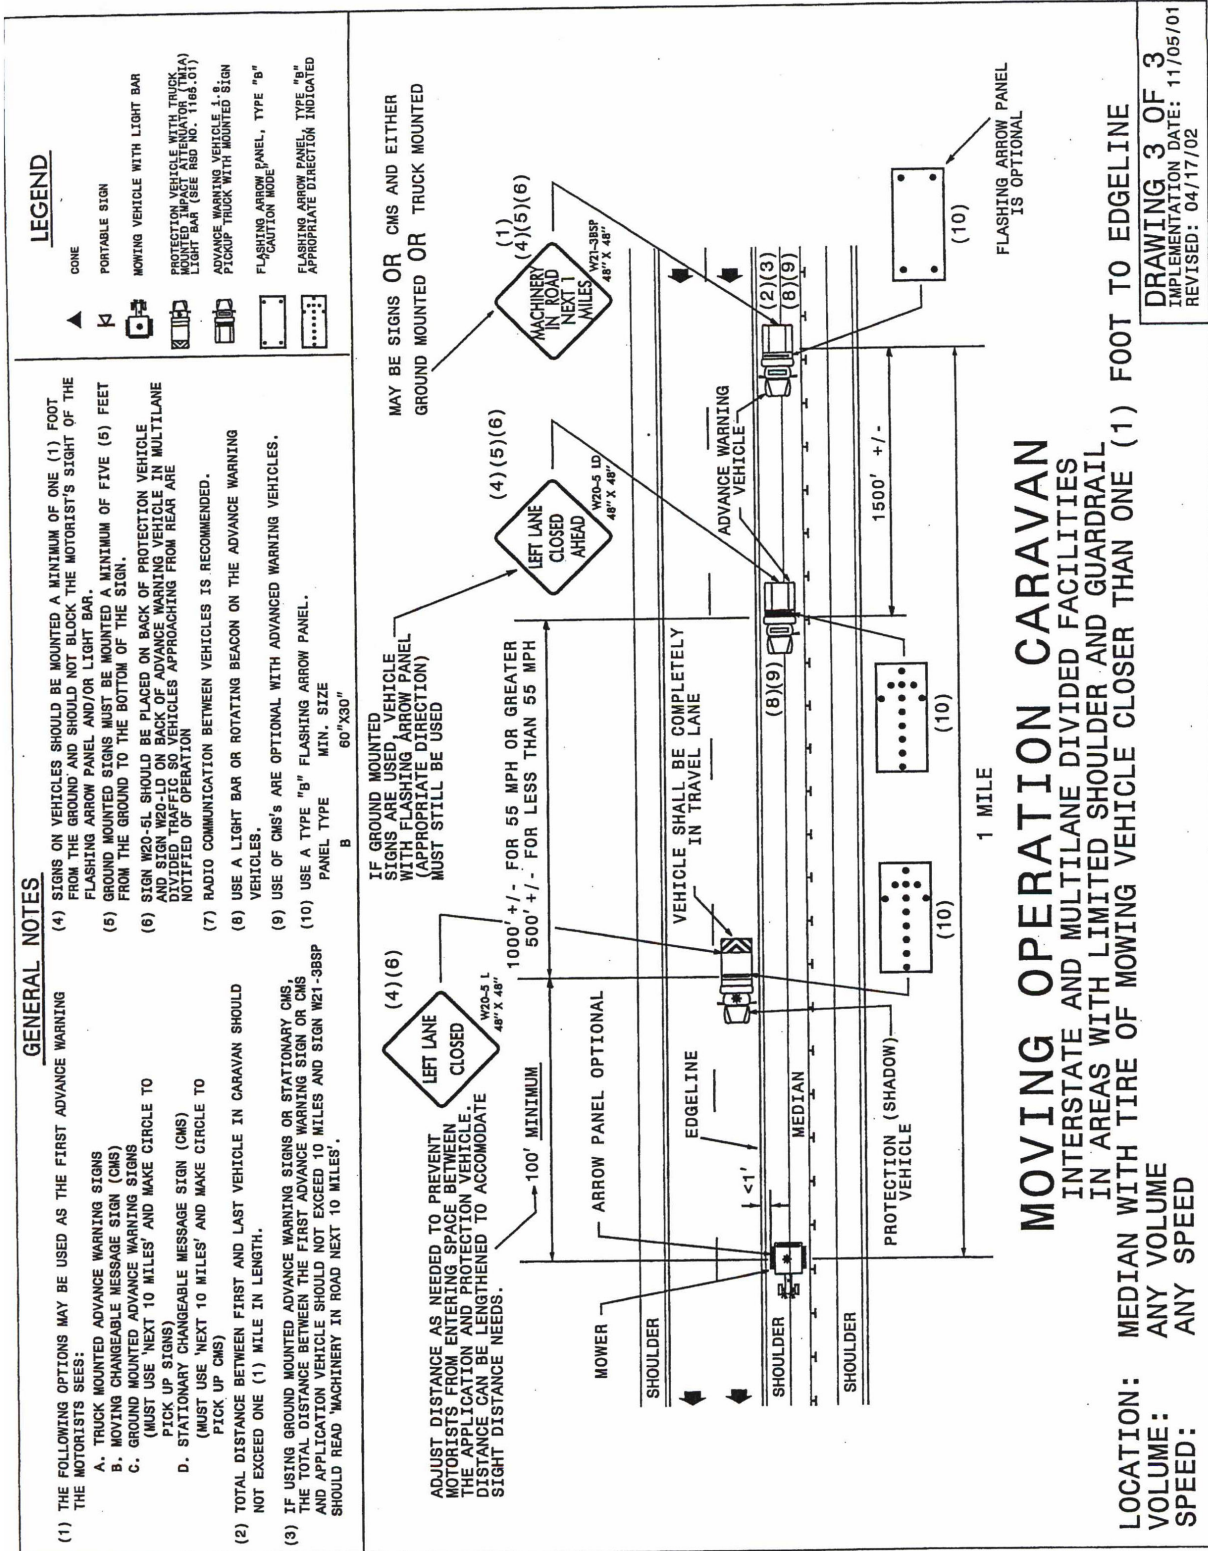 GENERAL NOTES
(1) THE FOLLOWING OPTIONS MAY BE USED AS THE FIRST ADVANCE WARNING
THE MOTORISTS SEES:
A. TRUCK MOUNTED ADVANCE WARNING SIGNS
B. MOVING CHANGEABLE MESSAGE SIGN (CMS)
C. GROUND MOUNTED ADVANCE WARNING SIGNS
(MUST USE 'NEXT 10 MILES' AND MAKE CIRCLE TO
PICK UP SIGNS)
D. STATIONARY CHANGEABLE MESSAGE SIGN (CMS)
(MUST USE 'NEXT 10 MILES' AND MAKE CIRCLE TO
PICK UP CMS)
(2) TOTAL DISTANCE BETWEEN FIRST AND LAST VEHICLE IN CARAVAN SHOULD
NOT EXCEED ONE (1) MILE IN LENGTH.
(3) IF USING GROUND MOUNTED ADVANCE WARNING SIGNS OR STATIONARY CMS,
THE TOTAL DISTANCE BETWEEN THE FIRST ADVANCE WARNING SIGN OR CMS
AND APPLICATION VEHICLE SHOULD NOT EXCEED 10 MILES AND SIGN W21-3BSP
SHOULD READ 'MACHINERY IN ROAD NEXT 10 MILES'.
(4) SIGNS ON VEHICLES SHOULD BE MOUNTED A MINIMUM OF ONE (1) FOOT
FROM THE GROUND AND SHOULD NOT BLOCK THE MOTORIST'S SIGHT OF THE
FLASHING ARROW PANEL AND/OR LIGHT BAR.
(5) GROUND MOUNTED SIGNS MUST BE MOUNTED A MINIMUM OF FIVE (5) FEET
FROM THE GROUND TO THE BOTTOM OF THE SIGN.
(6) SIGN W20-5L SHOULD BE PLACED ON BACK OF PROTECTION VEHICLE
AND SIGN W20-LD ON BACK OF ADVANCE WARNING VEHICLE IN MULTILANE
DIVIDED TRAFFIC SO VEHICLES APPROACHING FROM REAR ARE
NOTIFIED OF OPERATION
(7) RADIO COMMUNICATION BETWEEN VEHICLES IS RECOMMENDED.
(8) USE A LIGHT BAR OR ROTATING BEACON ON THE ADVANCE WARNING
VEHICLES.
(9) USE OF CMS's ARE OPTIONAL WITH ADVANCED WARNING VEHICLES.
(10) USE A TYPE "B" FLASHING ARROW PANEL.
PANEL TYPE MIN. SIZE
B 60"X30"
LEGEND
CONE
PORTABLE SIGN
MOWING VEHICLE WITH LIGHT BAR
PROTECTION VEHICLE WITH TRUCK
MOUNTED IMPACT ATTENUATOR (TMIA)
LIGHT BAR (SEE RSD NO. 1165.01)
ADVANCE WARNING VEHICLE i.e.
PICKUP TRUCK WITH MOUNTED SIGN
FLASHING ARROW PANEL, TYPE "B"
"CAUTION MODE"
FLASHING ARROW PANEL, TYPE "B"
APPROPRIATE DIRECTION INDICATED
ADJUST DISTANCE AS NEEDED TO PREVENT
MOTORISTS FROM ENTERING SPACE BETWEEN
THE APPLICATION AND PROTECTION VEHICLE.
DISTANCE CAN BE LENGTHENED TO ACCOMODATE
SIGHT DISTANCE NEEDS.
(4)(6)
LEFT LANE
CLOSED
W20-5 L
48" X 48"
IF GROUND MOUNTED
SIGNS ARE USED, VEHICLE
WITH FLASHING ARROW PANEL
(APPROPRIATE DIRECTION)
MUST STILL BE USED
(4)(5)(6)
LEFT LANE
CLOSED
AHEAD
W20-5 LD
48" X 48"
MAY BE SIGNS OR CMS AND EITHER
GROUND MOUNTED OR TRUCK MOUNTED
(1)
(4)(5)(6)
MACHINERY
IN ROAD
NEXT 1
MILES
W21-3BSP
48" X 48"
100' MINIMUM
1000' +/- FOR 55 MPH OR GREATER
500' +/- FOR LESS THAN 55 MPH
MOWER
ARROW PANEL OPTIONAL
EDGELINE
VEHICLE SHALL BE COMPLETELY
IN TRAVEL LANE
ADVANCE WARNING
VEHICLE
SHOULDER
<1'
SHOULDER
MEDIAN
SHOULDER
(8)(9)
(2)(3)
(8)(9)
PROTECTION (SHADOW)
VEHICLE
(10)
(10)
(10)
1500' +/-
1 MILE
FLASHING ARROW PANEL
IS OPTIONAL
MOVING OPERATION CARAVAN
INTERSTATE AND MULTILANE DIVIDED FACILITIES
IN AREAS WITH LIMITED SHOULDER AND GUARDRAIL
LOCATION: MEDIAN WITH TIRE OF MOWING VEHICLE CLOSER THAN ONE (1) FOOT TO EDGELINE
VOLUME: ANY VOLUME
SPEED: ANY SPEED
DRAWING 3 OF 3
IMPLEMENTATION DATE: 11/05/01
REVISED: 04/17/02